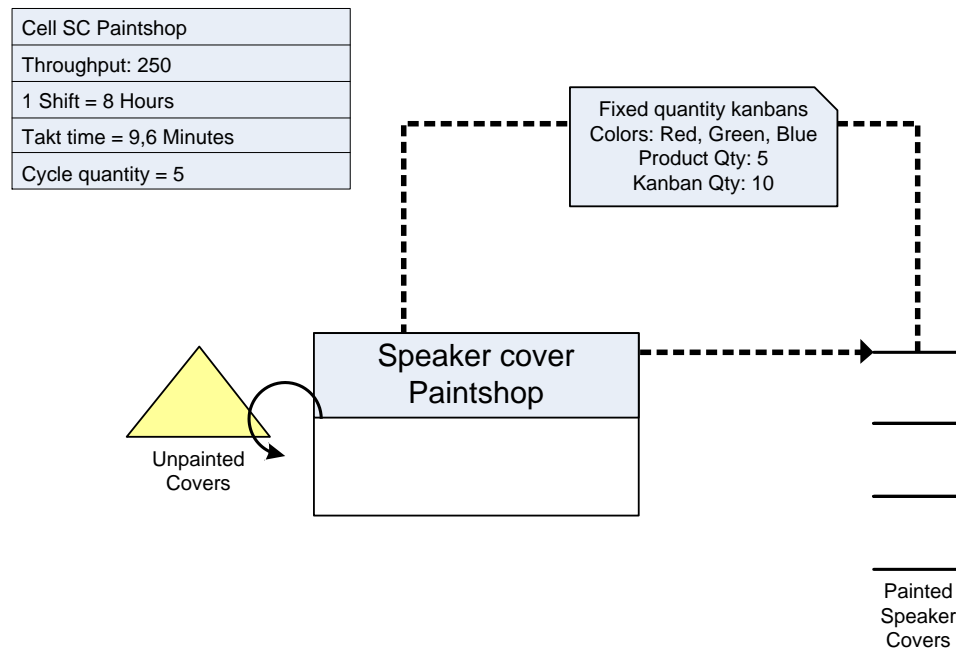 Cell SC Paintshop
Throughput: 250
1 Shift = 8 Hours
Takt time = 9,6 Minutes
Cycle quantity = 5
Fixed quantity kanbans
Colors: Red, Green, Blue
Product Qty: 5
Kanban Qty: 10
Speaker cover
Paintshop
Unpainted
Covers
Painted
Speaker
Covers